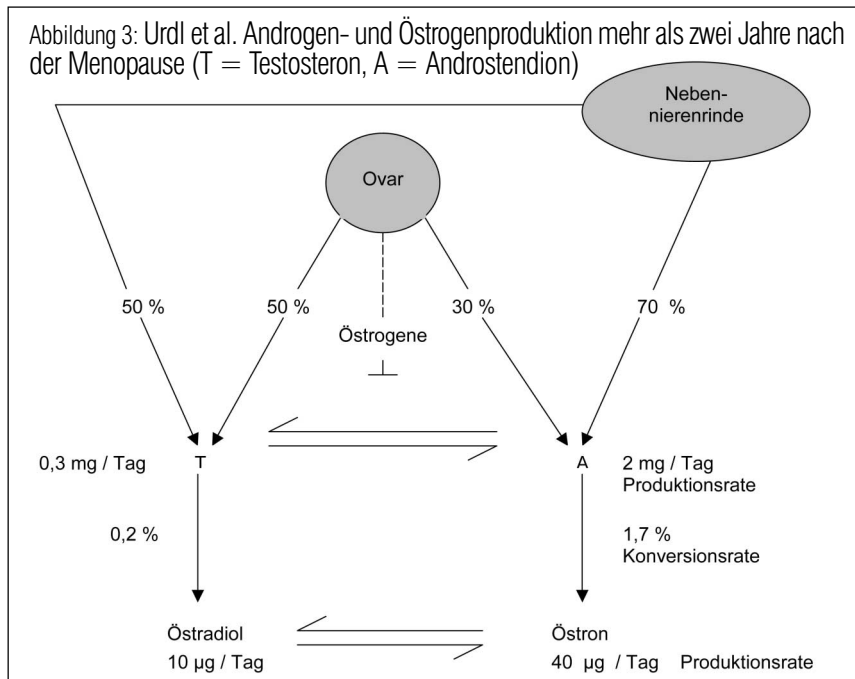 Abbildung 3: Urdl et al. Androgen- und Östrogenproduktion mehr als zwei Jahre nach
der Menopause (T = Testosteron, A = Androstendion)
Neben-
nierenrinde
Ovar
50 %
50 %
30 %
70 %
Östrogene
0,3 mg / Tag
T
A
2 mg / Tag
Produktionsrate
0,2 %
1,7 %
Konversionsrate
Östradiol
10 µg / Tag
Östron
40 µg / Tag Produktionsrate